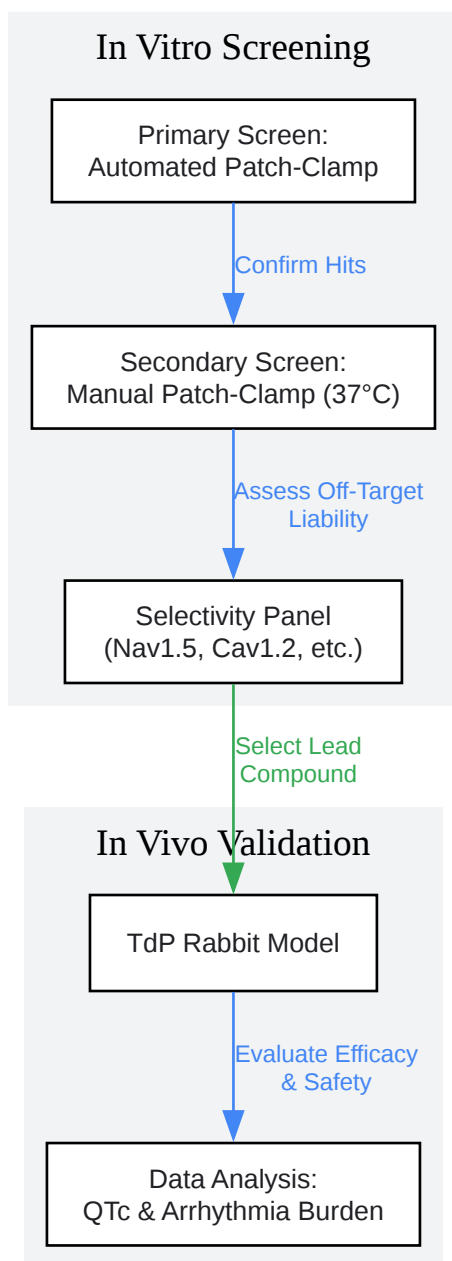 In Vitro Screening
Primary Screen:
Automated Patch-Clamp
Confirm Hits
Secondary Screen:
Manual Patch-Clamp (37°C)
Assess Off-Target
Liability
Selectivity Panel
(Nav1.5, Cav1.2, etc.)
Select Lead
Compound
In Vivo Validation
TdP Rabbit Model
Evaluate Efficacy
& Safety
Data Analysis:
QTc & Arrhythmia Burden